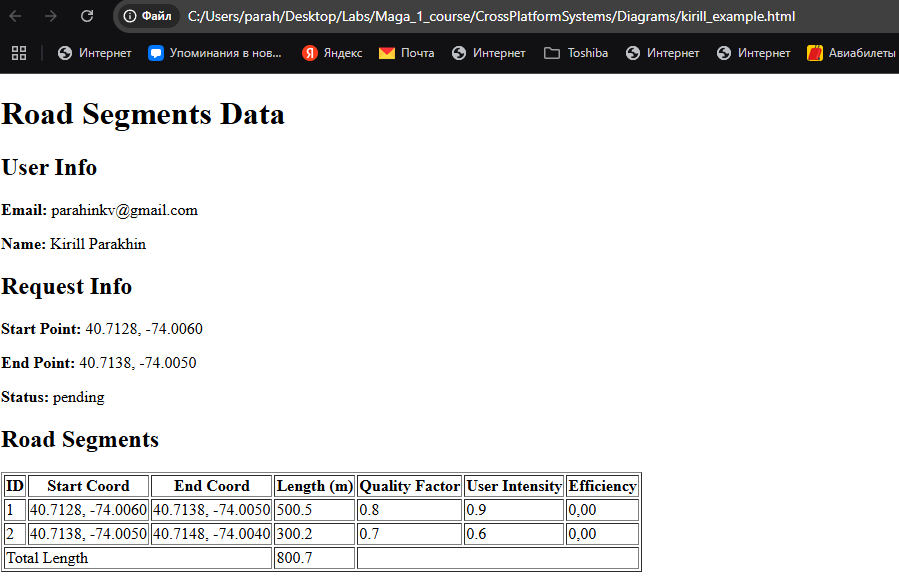 Файл C:/Users/parah/Desktop/Labs/Maga_1_course/CrossPlatformSystems/Diagrams/kirill_example.html
Интернет Упоминания в нов... Яндекс Почта Интернет Toshiba Интернет Интернет Авиабилеты
Road Segments Data
User Info
Email: parahinkv@gmail.com
Name: Kirill Parakhin
Request Info
Start Point: 40.7128, -74.0060
End Point: 40.7138, -74.0050
Status: pending
Road Segments
ID Start Coord End Coord Length (m) Quality Factor User Intensity Efficiency
1 40.7128, -74.0060 40.7138, -74.0050 500.5 0.8 0.9 0,00
2 40.7138, -74.0050 40.7148, -74.0040 300.2 0.7 0.6 0,00
Total Length 800.7